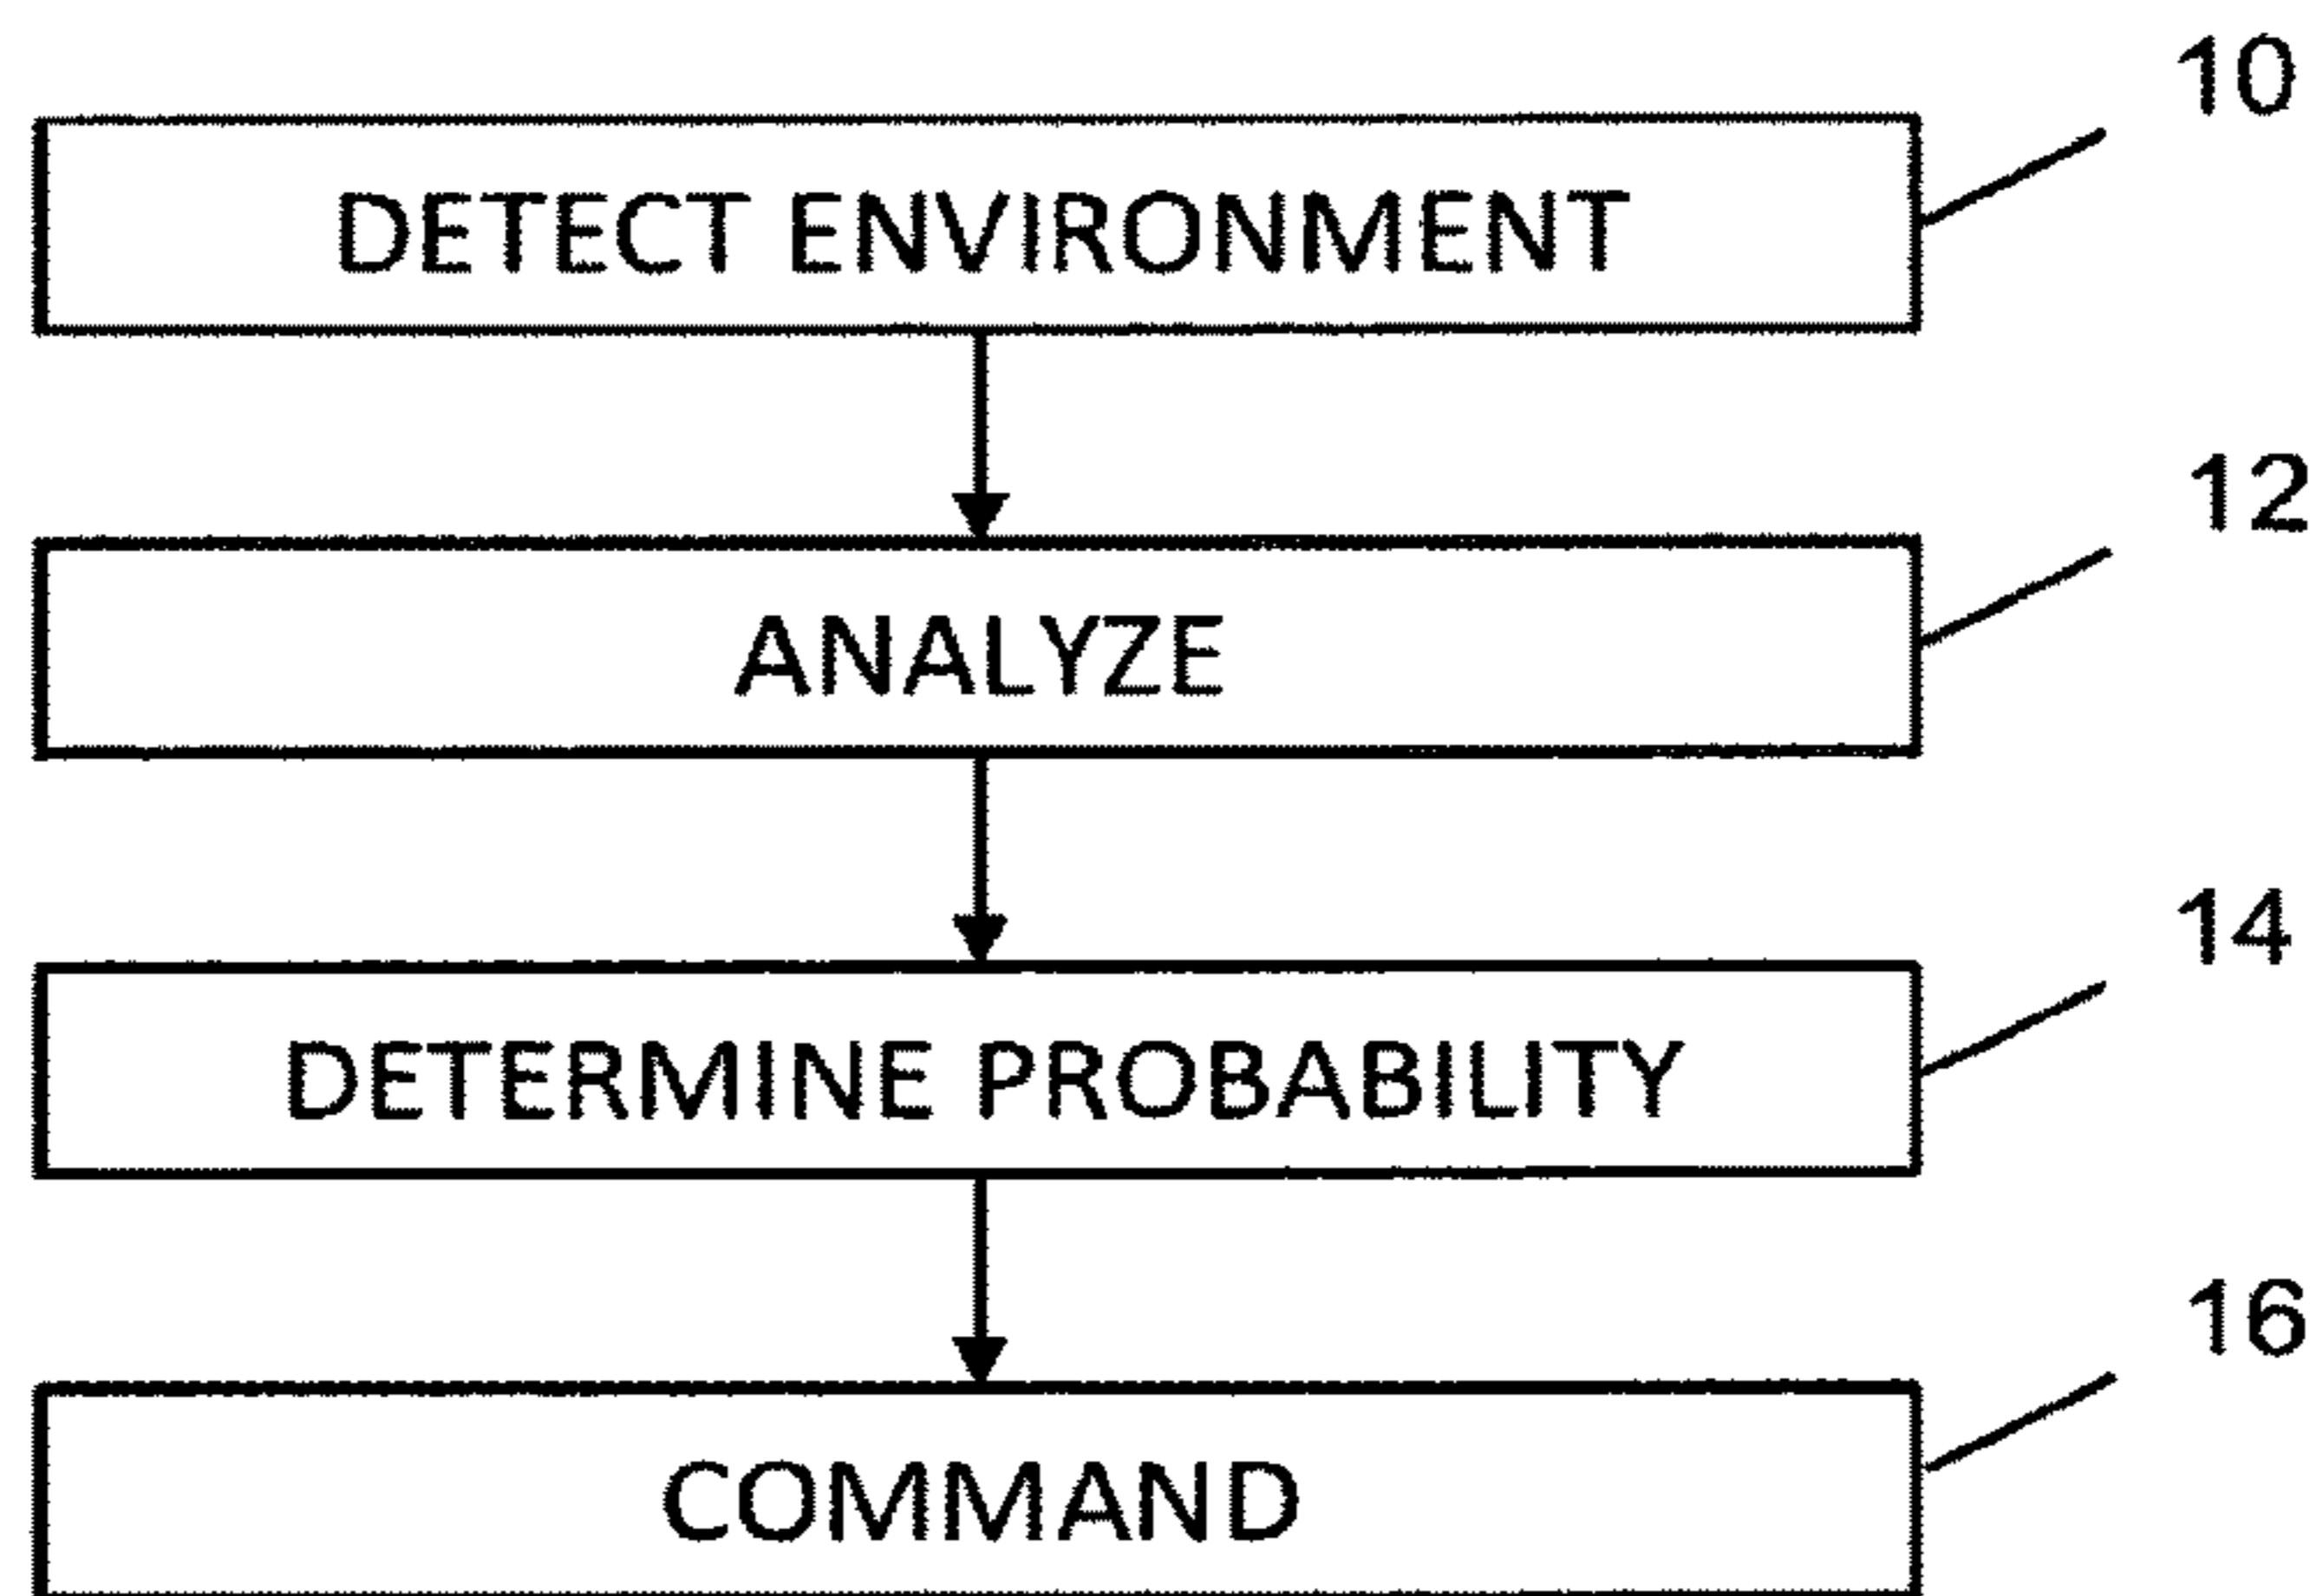 10
DETECT ENVIRONMENT
12
ANALYZE
14
DETERMINE PROBABILITY
16
COMMAND